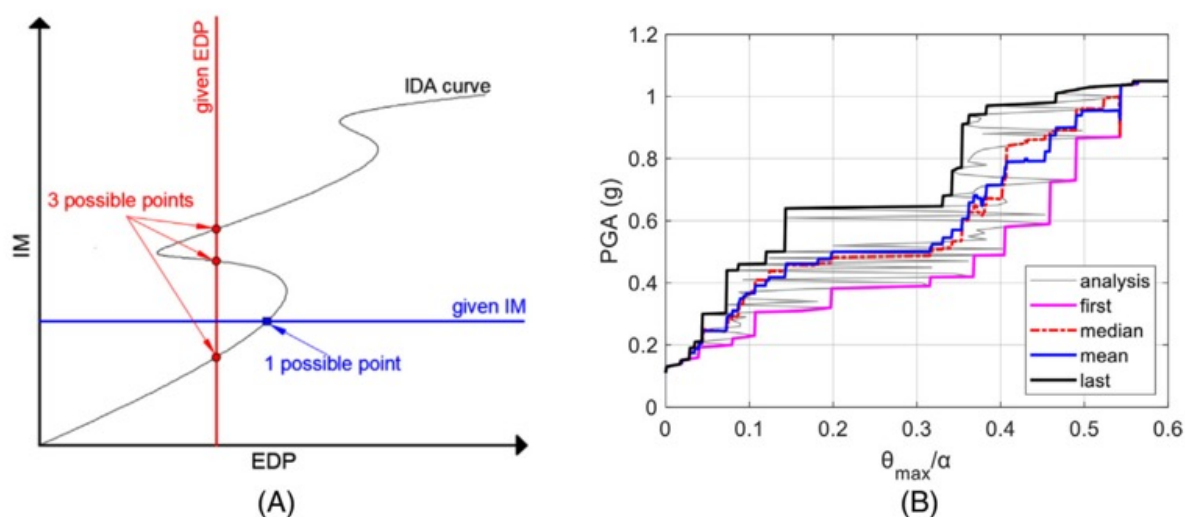 given EDP
IDA curve
3 possible points
IM
given IM
1 possible point
EDP
(A)
1.2
1
0.8
0.6
0.4
0.2
0
PGA (g)
analysis
first
median
mean
last
0 0.1 0.2 0.3 0.4 0.5 0.6
θmax/α
(B)